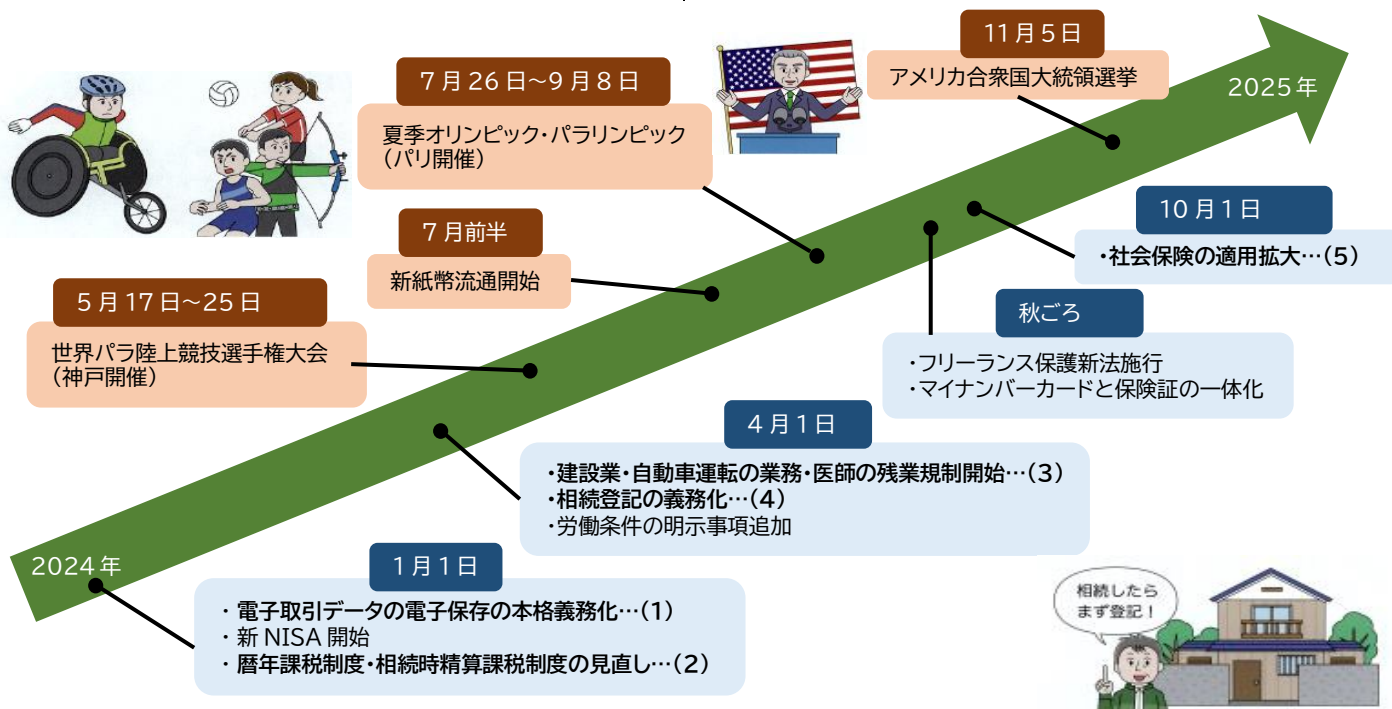 11月5日
アメリカ合衆国大統領選挙
2025年
7月26日~9月8日
夏季オリンピック・パラリンピック
(パリ開催)
10月1日
・社会保険の適用拡大…(5)
7月前半
新紙幣流通開始
5月17日~25日
世界パラ陸上競技選手権大会
(神戸開催)
秋ごろ
・フリーランス保護新法施行
・マイナンバーカードと保険証の一体化
4月1日
・建設業・自動車運転の業務・医師の残業規制開始…(3)
・相続登記の義務化…(4)
・労働条件の明示事項追加
2024年
1月1日
・電子取引データの電子保存の本格義務化…(1)
・新NISA開始
・暦年課税制度・相続時精算課税制度の見直し…(2)
相続したら
まず登記!